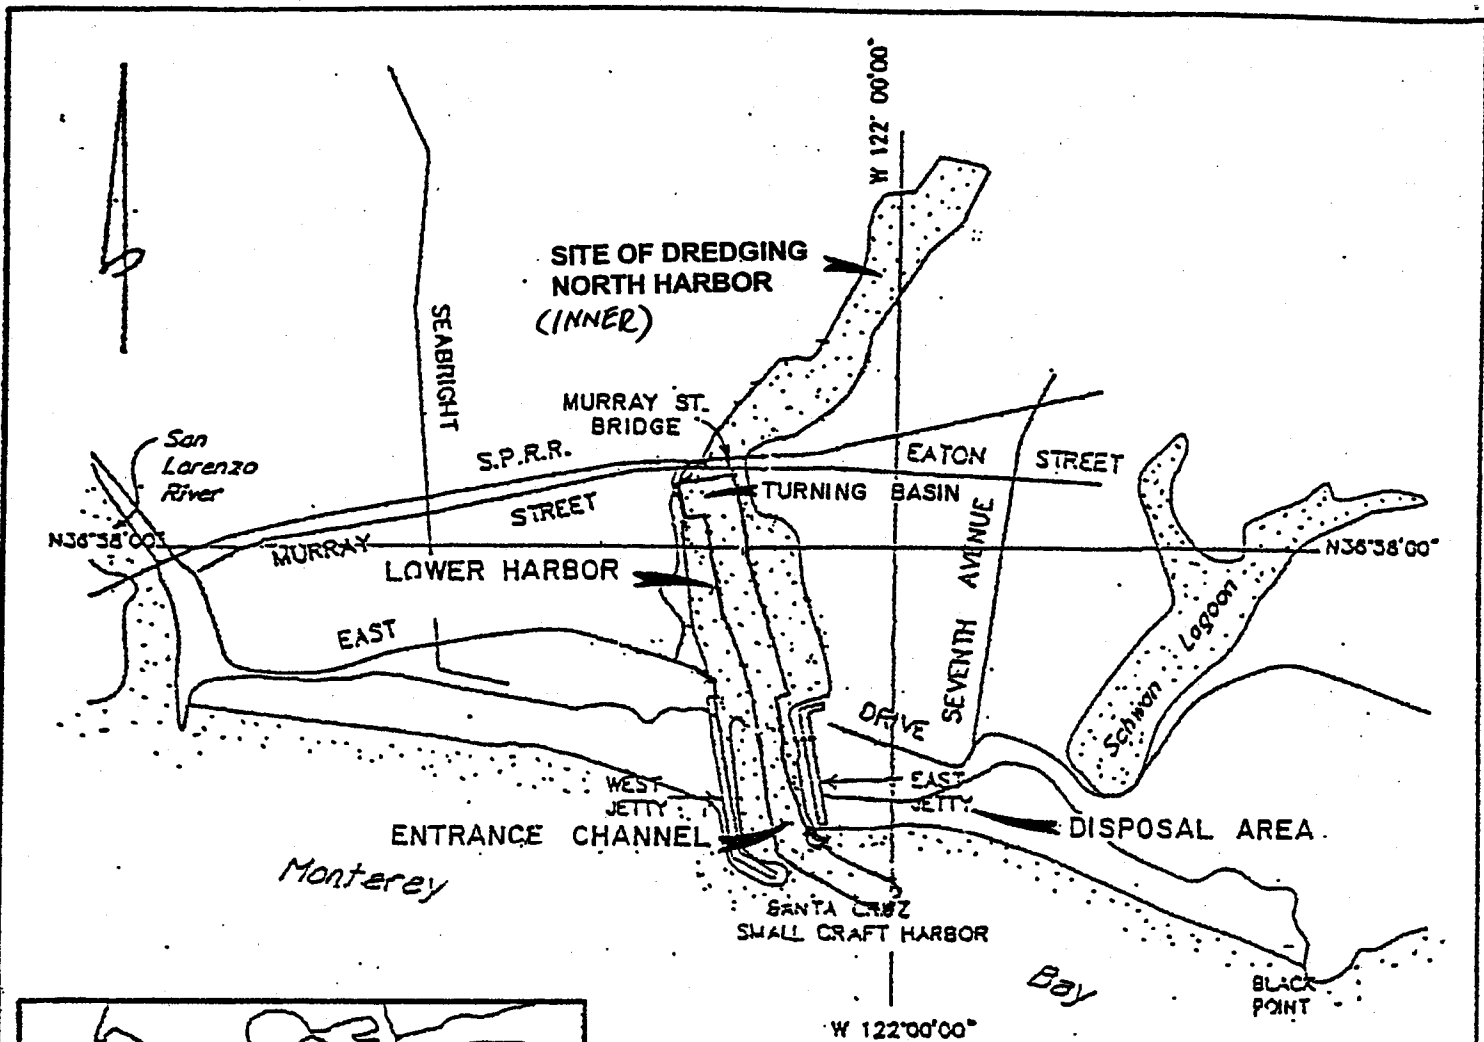 W 122° 00'00"
SITE OF DREDGING
NORTH HARBOR
(INNER)
SEABRIGHT
MURRAY ST.
BRIDGE
San
Lorenzo
River
S.P.R.R.
EATON STREET
TURNING BASIN
STREET
MURRAY
N36°58'00"
N36°58'00"
LOWER HARBOR
SEVENTH AVENUE
EAST
DRIVE
Schwan Lagoon
WEST
JETTY
EAST
JETTY
ENTRANCE CHANNEL
DISPOSAL AREA
Monterey
SANTA CRUZ
SMALL CRAFT HARBOR
Bay
BLACK
POINT
W 122°00'00"